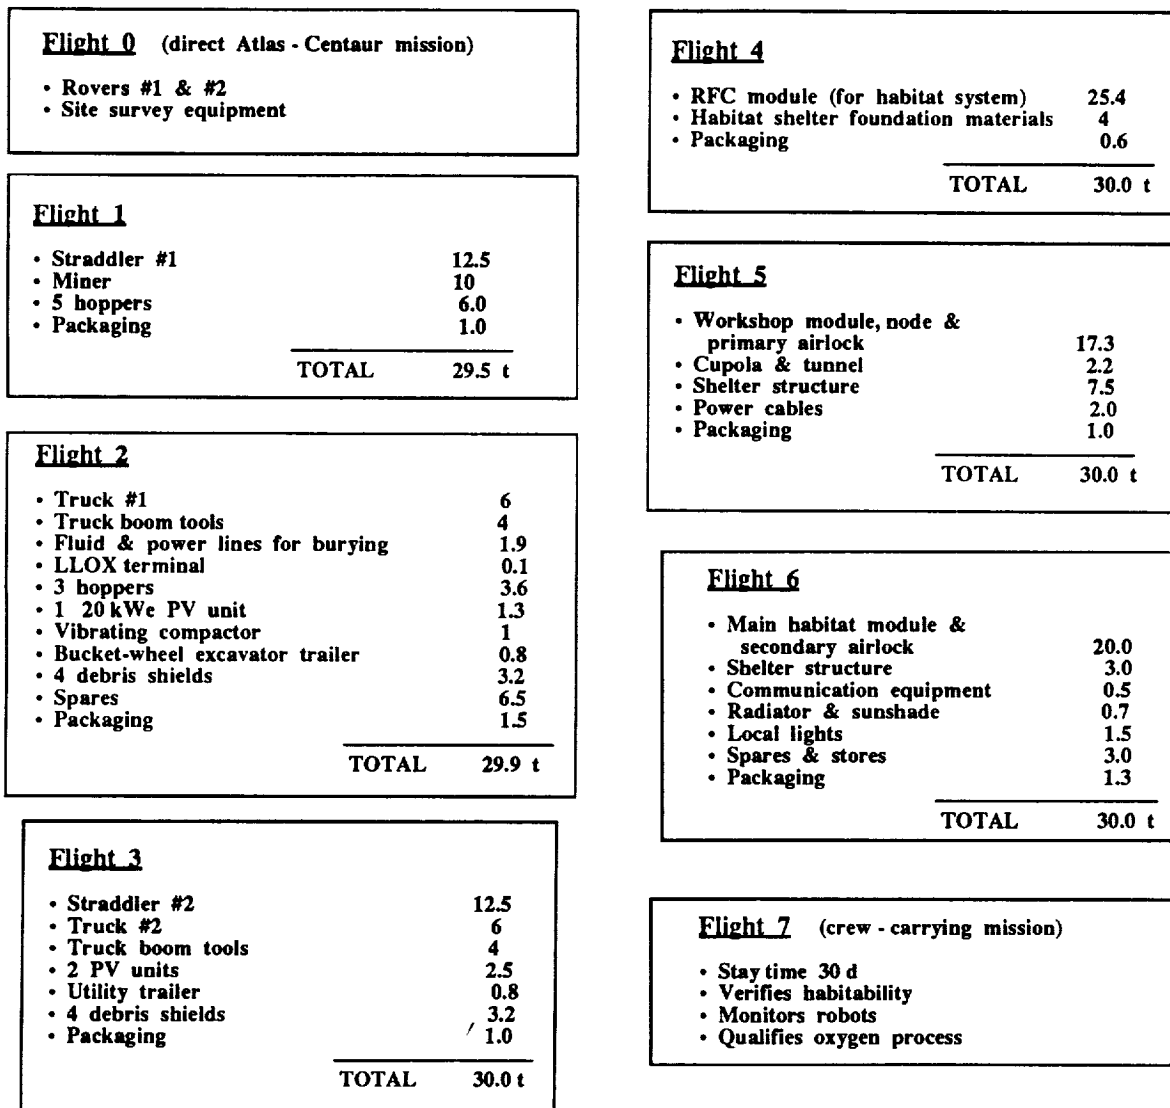 Flight 0 (direct Atlas - Centaur mission)
• Rovers #1 & #2
• Site survey equipment
Flight 1
• Straddler #1 12.5
• Miner 10
• 5 hoppers 6.0
• Packaging 1.0
TOTAL 29.5 t
Flight 2
• Truck #1 6
• Truck boom tools 4
• Fluid & power lines for burying 1.9
• LLOX terminal 0.1
• 3 hoppers 3.6
• 1 20 kWe PV unit 1.3
• Vibrating compactor 1
• Bucket-wheel excavator trailer 0.8
• 4 debris shields 3.2
• Spares 6.5
• Packaging 1.5
TOTAL 29.9 t
Flight 3
• Straddler #2 12.5
• Truck #2 6
• Truck boom tools 4
• 2 PV units 2.5
• Utility trailer 0.8
• 4 debris shields 3.2
• Packaging 1.0
TOTAL 30.0 t
Flight 4
• RFC module (for habitat system) 25.4
• Habitat shelter foundation materials 4
• Packaging 0.6
TOTAL 30.0 t
Flight 5
• Workshop module, node &
primary airlock 17.3
• Cupola & tunnel 2.2
• Shelter structure 7.5
• Power cables 2.0
• Packaging 1.0
TOTAL 30.0 t
Flight 6
• Main habitat module &
secondary airlock 20.0
• Shelter structure 3.0
• Communication equipment 0.5
• Radiator & sunshade 0.7
• Local lights 1.5
• Spares & stores 3.0
• Packaging 1.3
TOTAL 30.0 t
Flight 7 (crew - carrying mission)
• Stay time 30 d
• Verifies habitability
• Monitors robots
• Qualifies oxygen process